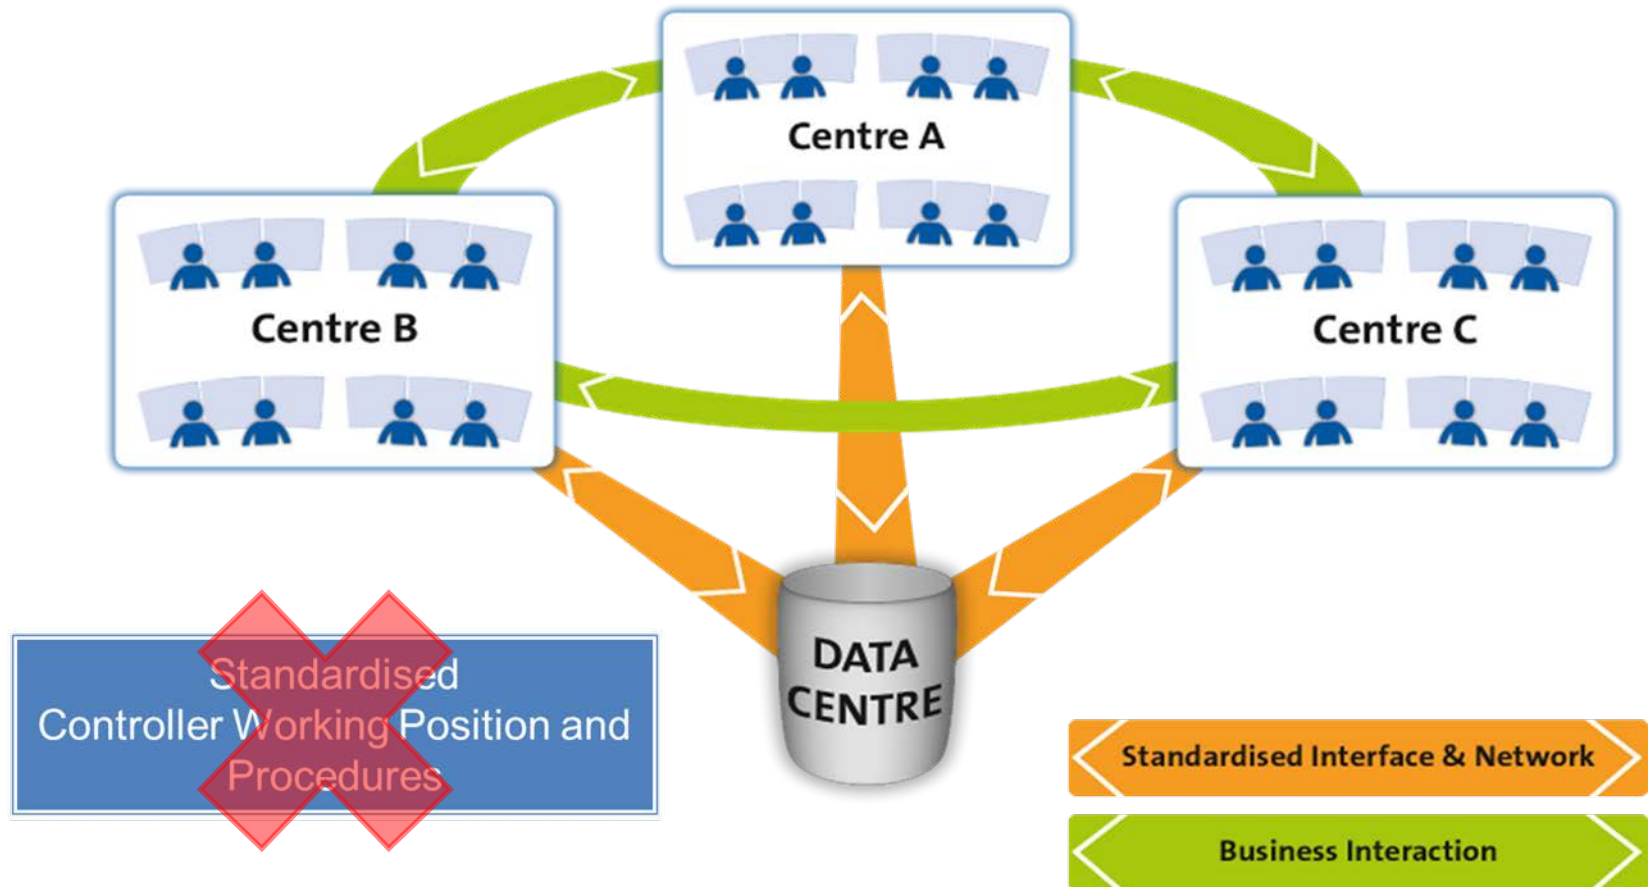 Centre A
Centre B
Centre C
DATA
CENTRE
Standardised
Controller Working Position and
Procedures
Standardised Interface & Network
Business Interaction